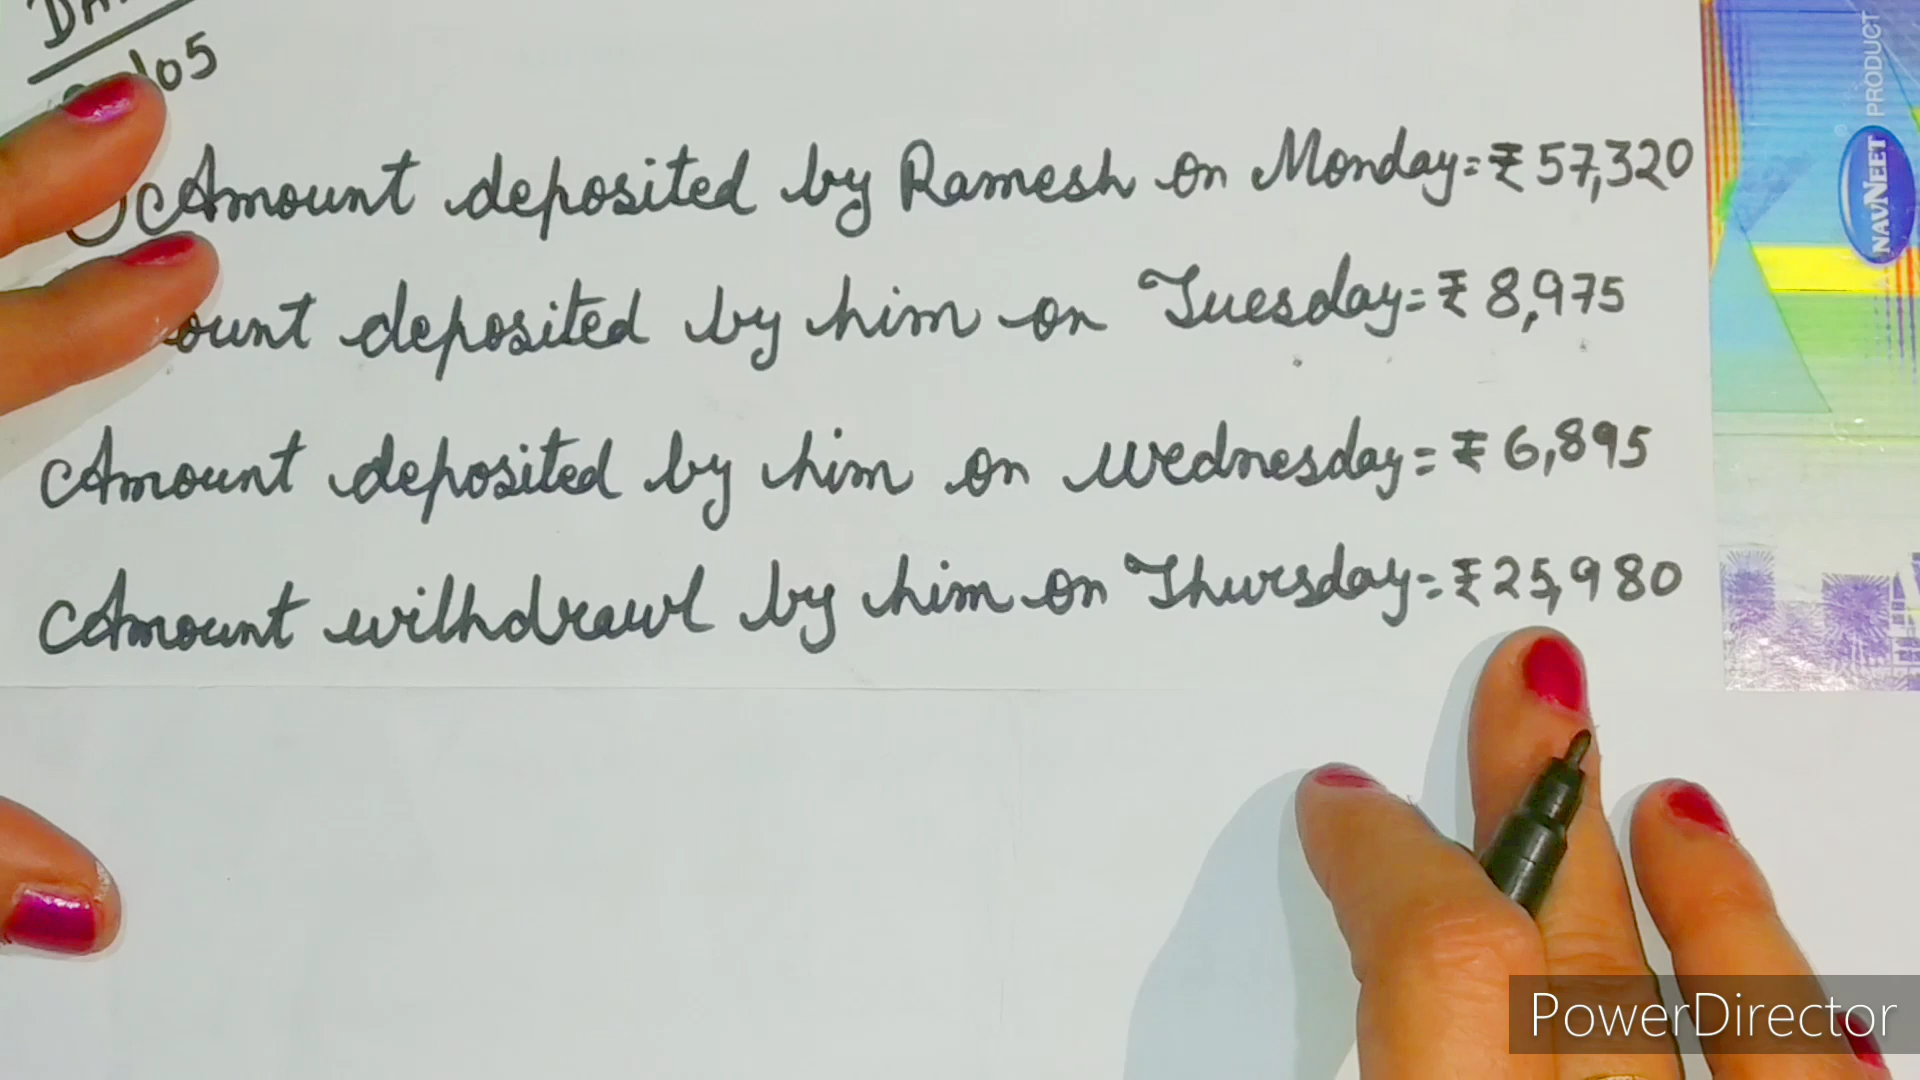 /05
Amount deposited by Ramesh on Monday=₹57,320
ount deposited by him on Tuesday=₹8,975
Amount deposited by him on Wednesday=₹6,895
Amount withdrawl by him on Thursday=₹25,980
NAVNEET PRODUCT
PowerDirector